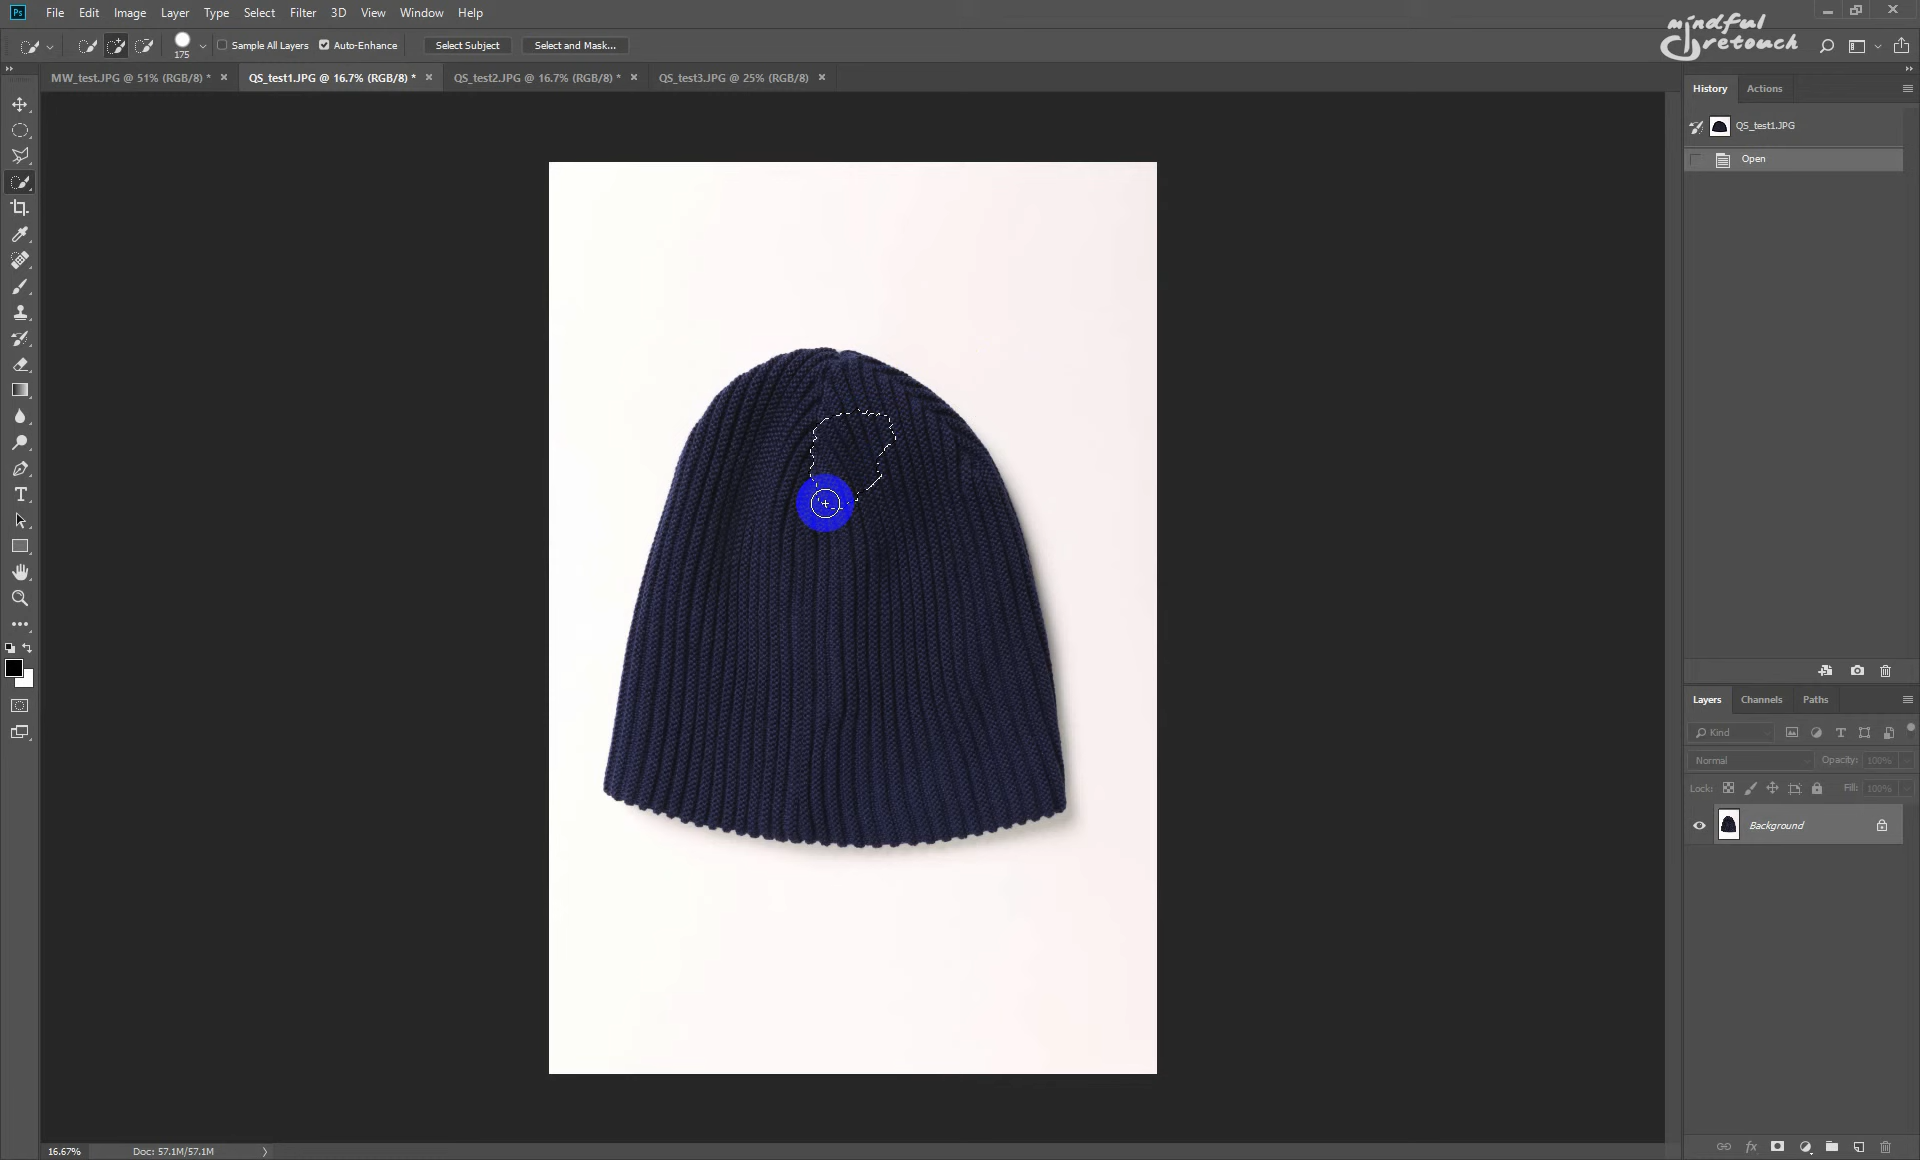 Ps File Edit Image Layer Type Select Filter 3D View Window Help
mindful retouch
175 Sample All Layers Auto-Enhance Select Subject Select and Mask...
MW_test.JPG @ 51% (RGB/8) * QS_test1.JPG @ 16.7% (RGB/8) * QS_test2.JPG @ 16.7% (RGB/8) * QS_test3.JPG @ 25% (RGB/8)
History Actions
QS_test1.JPG
Open
Layers Channels Paths
Kind
Normal Opacity: 100%
Lock: Fill: 100%
Background
16.67% Doc: 57.1M/57.1M